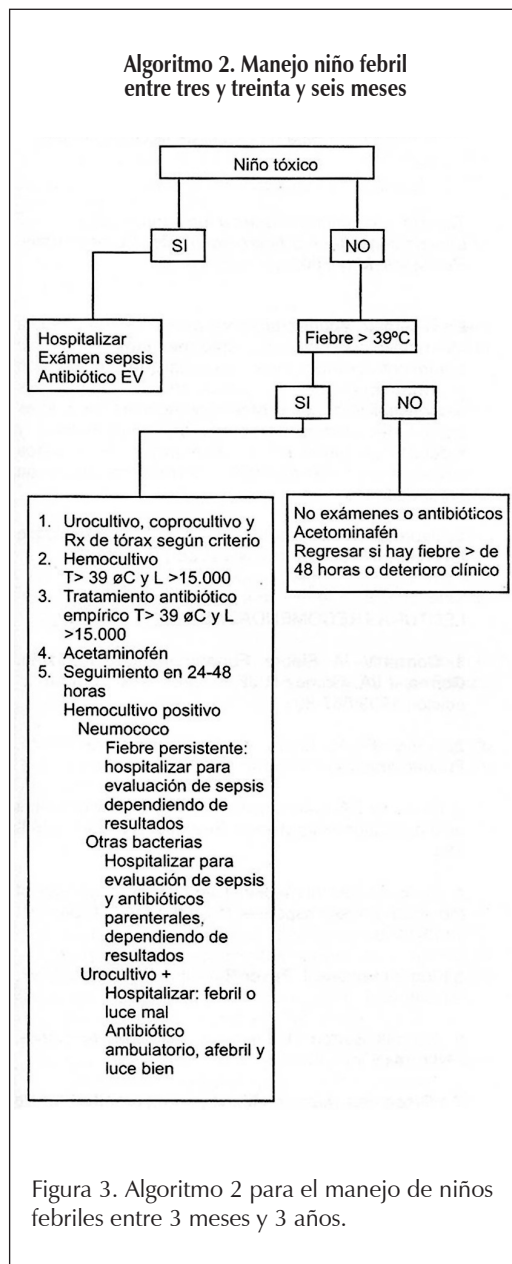 Algoritmo 2. Manejo niño febril
entre tres y treinta y seis meses
Niño tóxico
SI
NO
Hospitalizar
Exámen sepsis
Antibiótico EV
Fiebre > 39ºC
SI
NO
1. Urocultivo, coprocultivo y
Rx de tórax según criterio
2. Hemocultivo
T> 39 øC y L >15.000
3. Tratamiento antibiótico
empírico T> 39 øC y L
>15.000
4. Acetaminofén
5. Seguimiento en 24-48
horas
Hemocultivo positivo
Neumococo
Fiebre persistente:
hospitalizar para
evaluación de sepsis
dependiendo de
resultados
Otras bacterias
Hospitalizar para
evaluación de sepsis
y antibióticos
parenterales,
dependiendo de
resultados
Urocultivo +
Hospitalizar: febril o
luce mal
Antibiótico
ambulatorio, afebril y
luce bien
No exámenes o antibióticos
Acetominafén
Regresar si hay fiebre > de
48 horas o deterioro clínico
Figura 3. Algoritmo 2 para el manejo de niños
febriles entre 3 meses y 3 años.